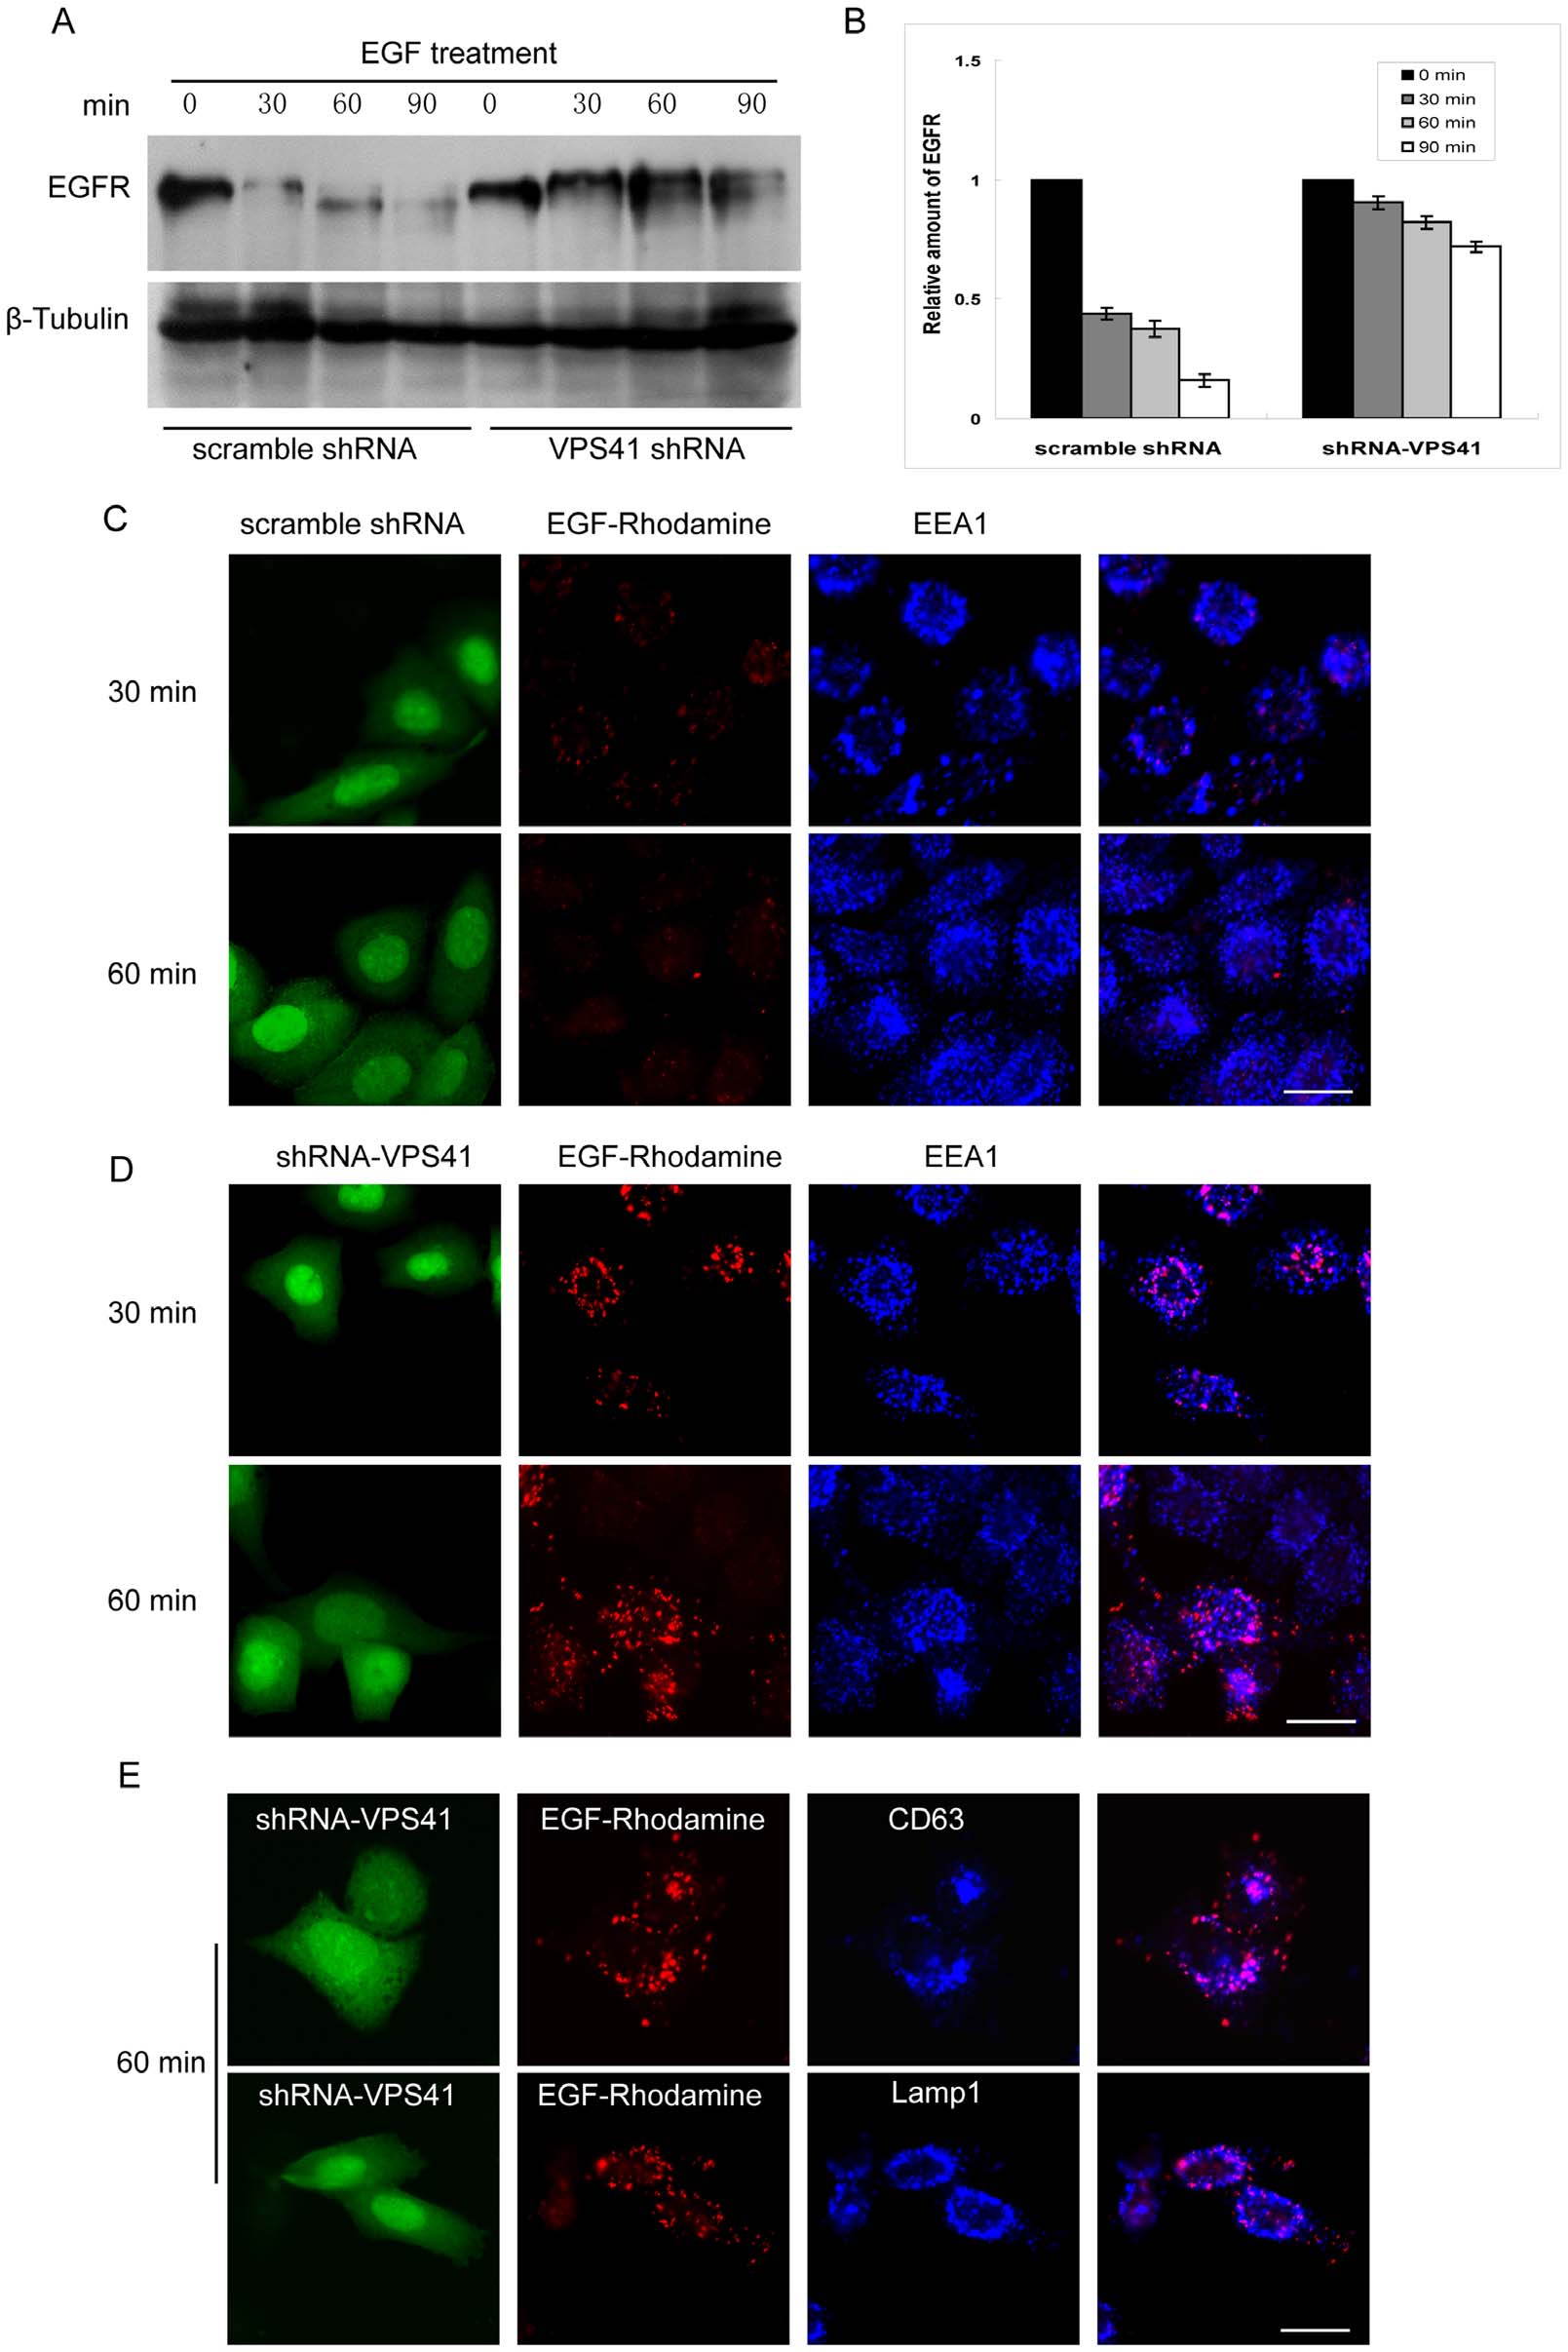 A
EGF treatment
min 0 30 60 90 0 30 60 90
EGFR
β-Tubulin
scramble shRNA VPS41 shRNA
B
1.5
1
0.5
0
Relative amount of EGFR
0 min
30 min
60 min
90 min
scramble shRNA shRNA-VPS41
C
scramble shRNA EGF-Rhodamine EEA1
30 min
60 min
D
shRNA-VPS41 EGF-Rhodamine EEA1
30 min
60 min
E
shRNA-VPS41 EGF-Rhodamine CD63
60 min
shRNA-VPS41 EGF-Rhodamine Lamp1